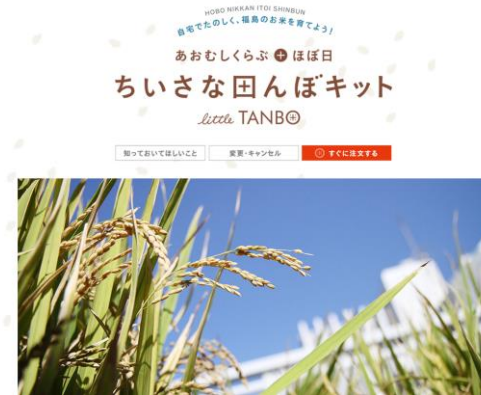 HOBO NIKKAN ITOI SHINBUN
自宅でたのしく、福島のお米を育てよう！
あおむしくらぶ ほぼ日
ちいさな田んぼキット
little TANBO
知っておいてほしいこと
変更・キャンセル
すぐに注文する